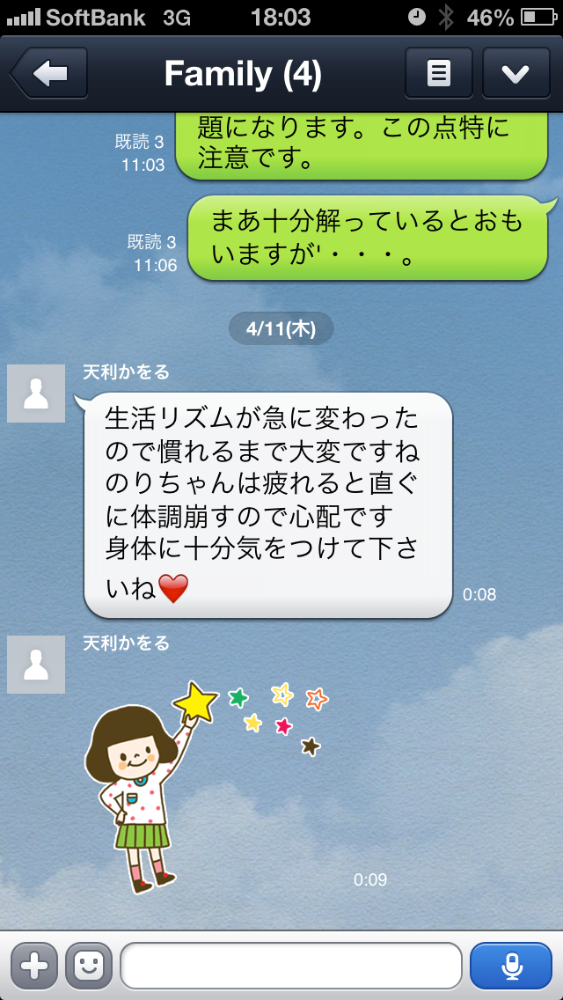 SoftBank 3G 18:03 46%
Family (4)
題になります。この点特に
注意です。
既読 3
11:03
まあ十分解っているとおも
いますが'・・・。
既読 3
11:06
4/11(木)
天利かをる
生活リズムが急に変わった
ので慣れるまで大変ですね
のりちゃんは疲れると直ぐ
に体調崩すので心配です
身体に十分気をつけて下さ
いね❤️
0:08
天利かをる
0:09